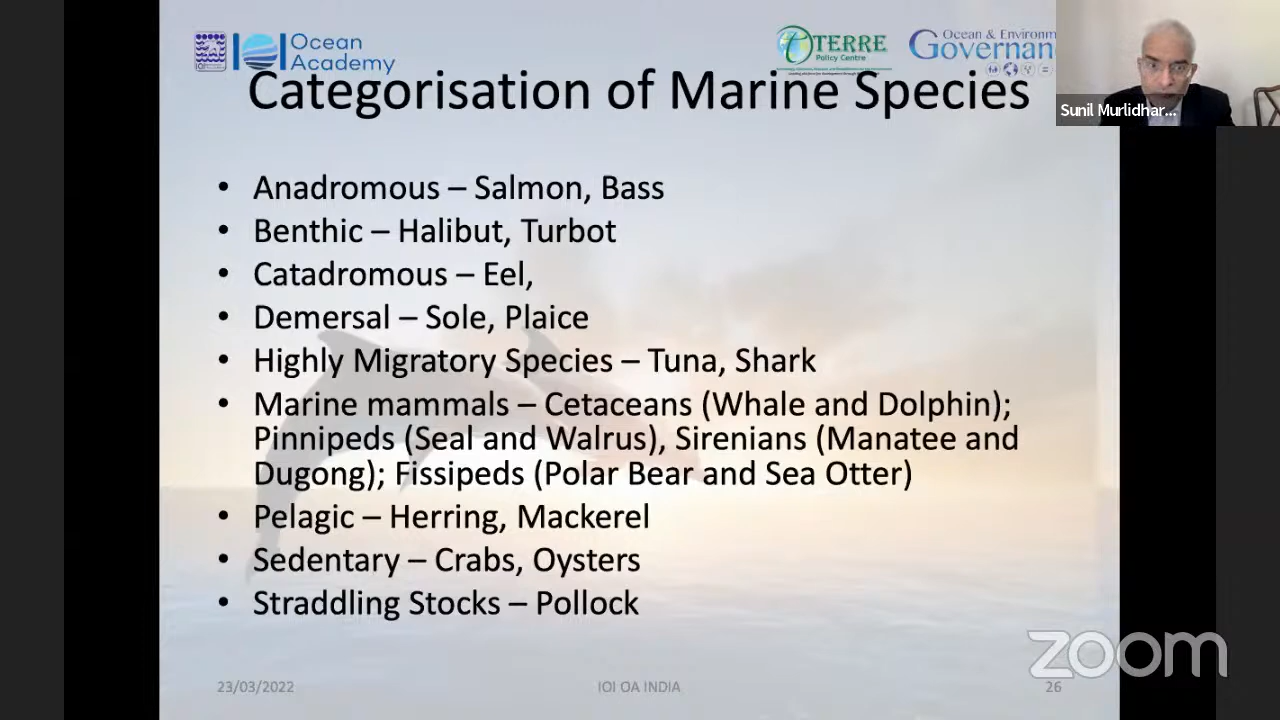 IOI
Ocean
Academy
TERRE
Policy Centre
Ocean & Environm
Governan
Sunil Murlidhar...
Categorisation of Marine Species
• Anadromous – Salmon, Bass
• Benthic – Halibut, Turbot
• Catadromous – Eel,
• Demersal – Sole, Plaice
• Highly Migratory Species – Tuna, Shark
• Marine mammals – Cetaceans (Whale and Dolphin);
Pinnipeds (Seal and Walrus), Sirenians (Manatee and
Dugong); Fissipeds (Polar Bear and Sea Otter)
• Pelagic – Herring, Mackerel
• Sedentary – Crabs, Oysters
• Straddling Stocks – Pollock
zoom
23/03/2022
IOI OA INDIA
26